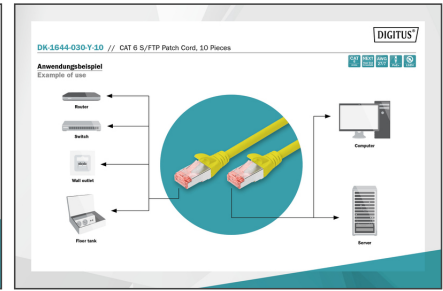 DIGITUS®
DK-1644-030-Y-10 // CAT 6 S/FTP Patch Cord, 10 Pieces
Anwendungsbeispiel
Example of use
Router
Switch
Wall outlet
Floor tank
Computer
Server